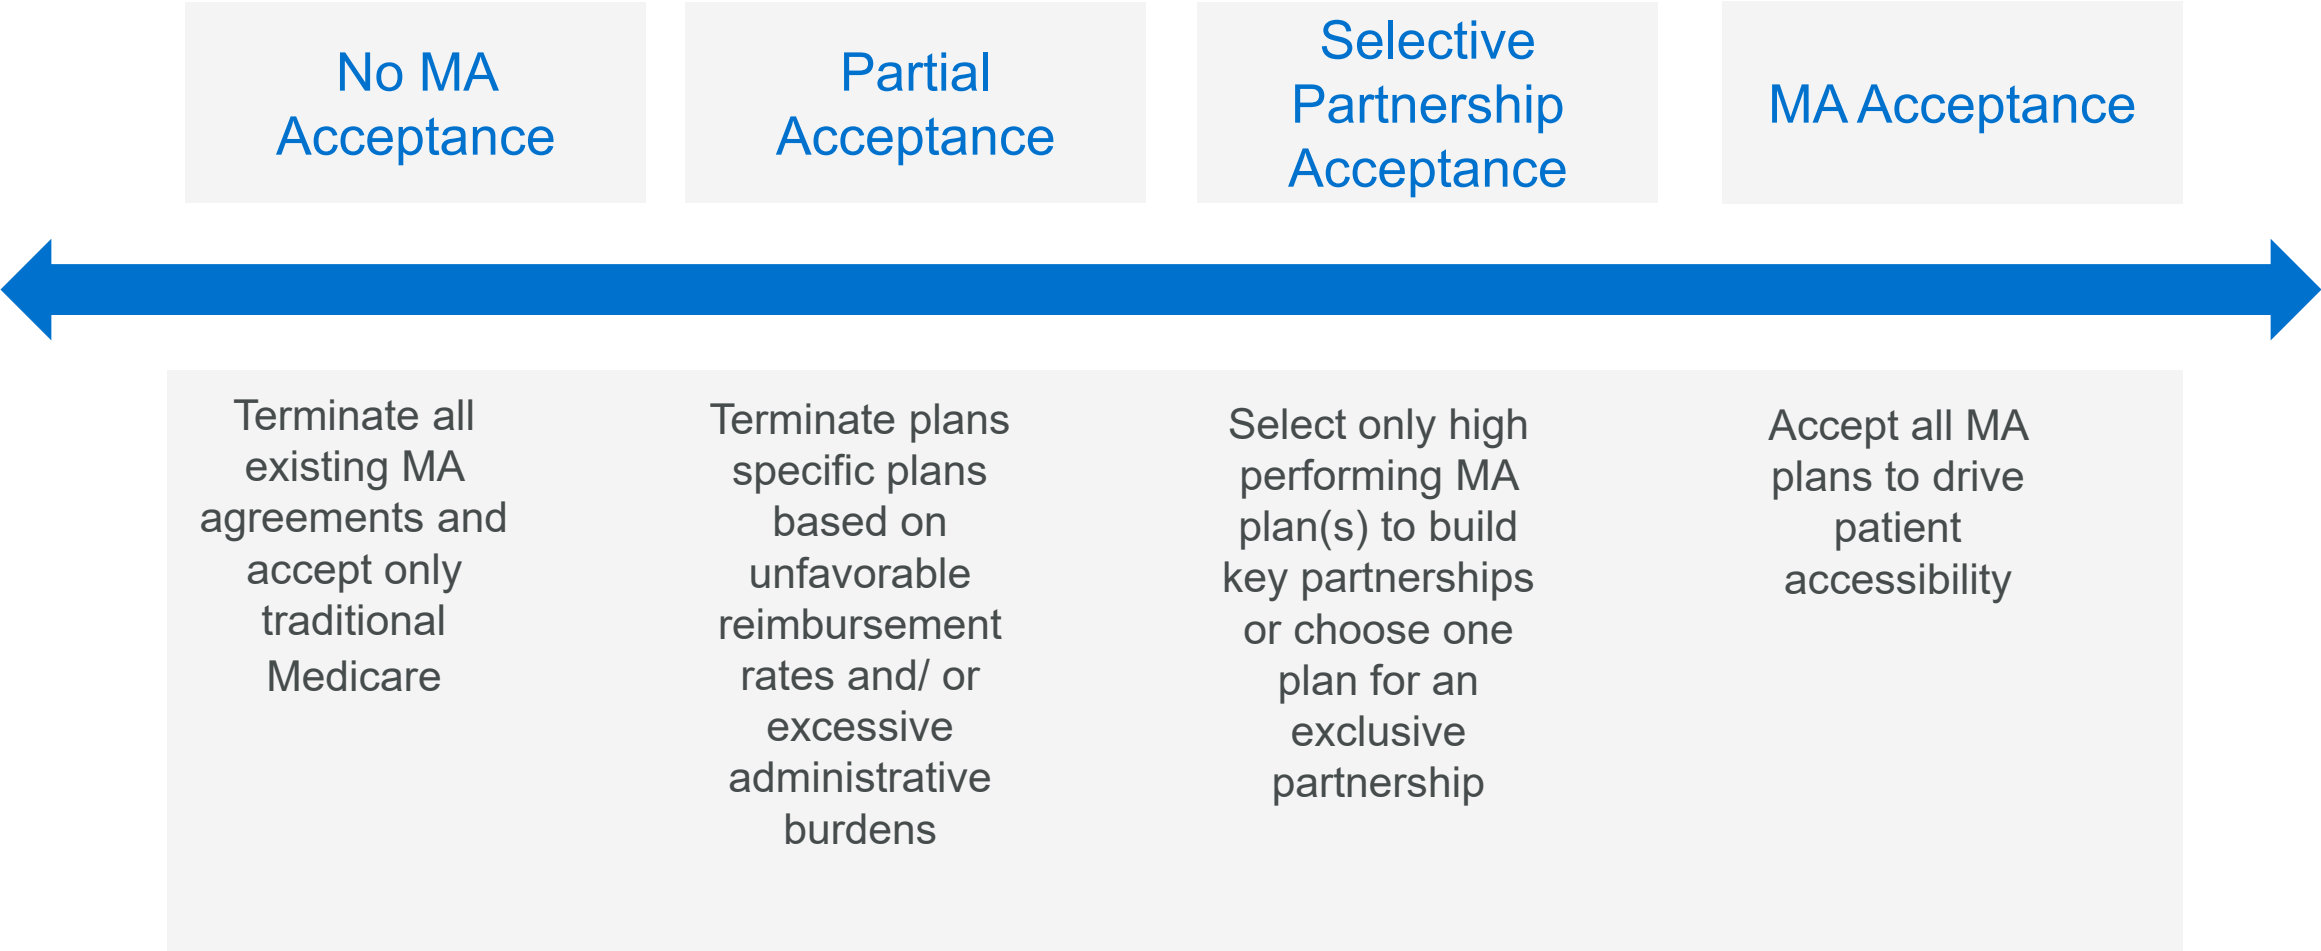 No MA
Acceptance
Partial
Acceptance
Selective
Partnership
Acceptance
MA Acceptance
Terminate all
existing MA
agreements and
accept only
traditional
Medicare
Terminate plans
specific plans
based on
unfavorable
reimbursement
rates and/ or
excessive
administrative
burdens
Select only high
performing MA
plan(s) to build
key partnerships
or choose one
plan for an
exclusive
partnership
Accept all MA
plans to drive
patient
accessibility